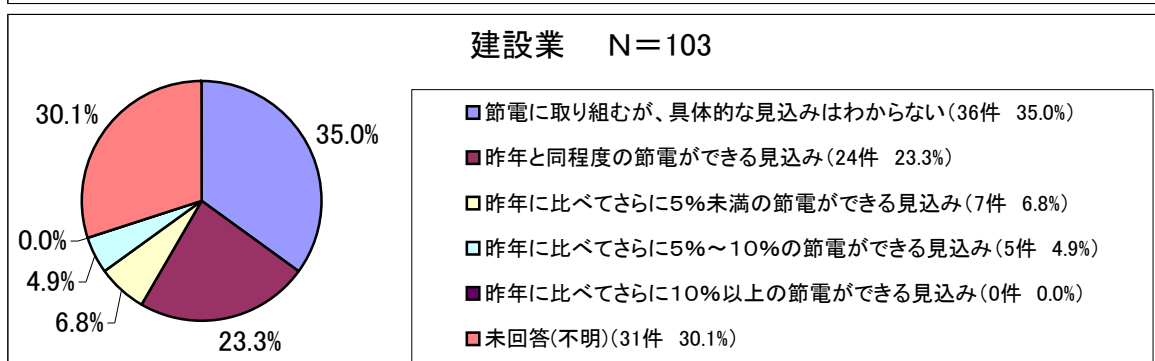 建設業　　N＝103
30.1%
35.0%
0.0%
4.9%
6.8%
23.3%
節電に取り組むが、具体的な見込みはわからない（36件　35.0%）
昨年と同程度の節電ができる見込み（24件　23.3%）
昨年に比べてさらに5%未満の節電ができる見込み（7件　6.8%）
昨年に比べてさらに5%～10%の節電ができる見込み（5件　4.9%）
昨年に比べてさらに10%以上の節電ができる見込み（0件　0.0%）
未回答(不明)（31件　30.1%）